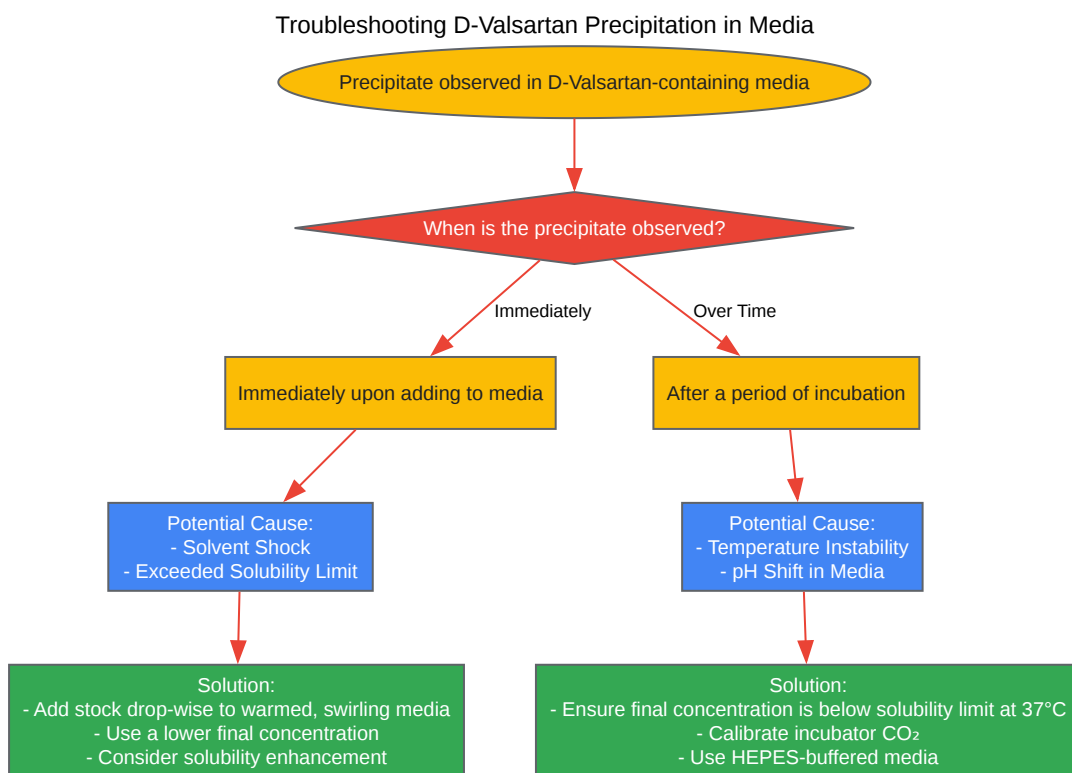 Troubleshooting D-Valsartan Precipitation in Media
Precipitate observed in D-Valsartan-containing media
When is the precipitate observed?
Immediately
Over Time
Immediately upon adding to media
After a period of incubation
Potential Cause:
- Solvent Shock
- Exceeded Solubility Limit
Potential Cause:
- Temperature Instability
- pH Shift in Media
Solution:
- Add stock drop-wise to warmed, swirling media
- Use a lower final concentration
- Consider solubility enhancement
Solution:
- Ensure final concentration is below solubility limit at 37°C
- Calibrate incubator CO₂
- Use HEPES-buffered media